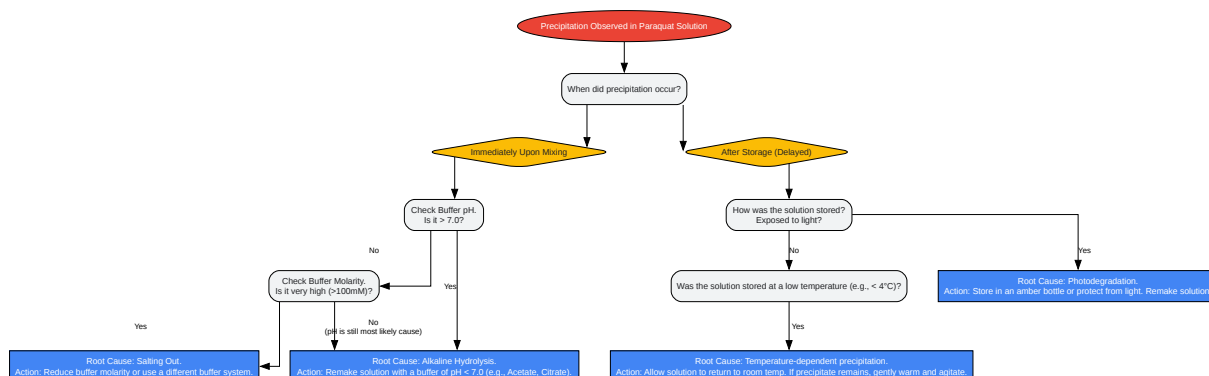 Precipitation Observed in Paraquat Solution
When did precipitation occur?
Immediately Upon Mixing
After Storage (Delayed)
Check Buffer pH.
Is it > 7.0?
How was the solution stored?
Exposed to light?
No
No
Yes
Check Buffer Molarity.
Is it very high (>100mM)?
Yes
Was the solution stored at a low temperature (e.g., < 4°C)?
Root Cause: Photodegradation.
Action: Store in an amber bottle or protect from light. Remake solution
Yes
No
(pH is still most likely cause)
Yes
Root Cause: Salting Out.
Action: Reduce buffer molarity or use a different buffer system.
Root Cause: Alkaline Hydrolysis.
Action: Remake solution with a buffer of pH < 7.0 (e.g., Acetate, Citrate).
Root Cause: Temperature-dependent precipitation.
Action: Allow solution to return to room temp. If precipitate remains, gently warm and agitate.